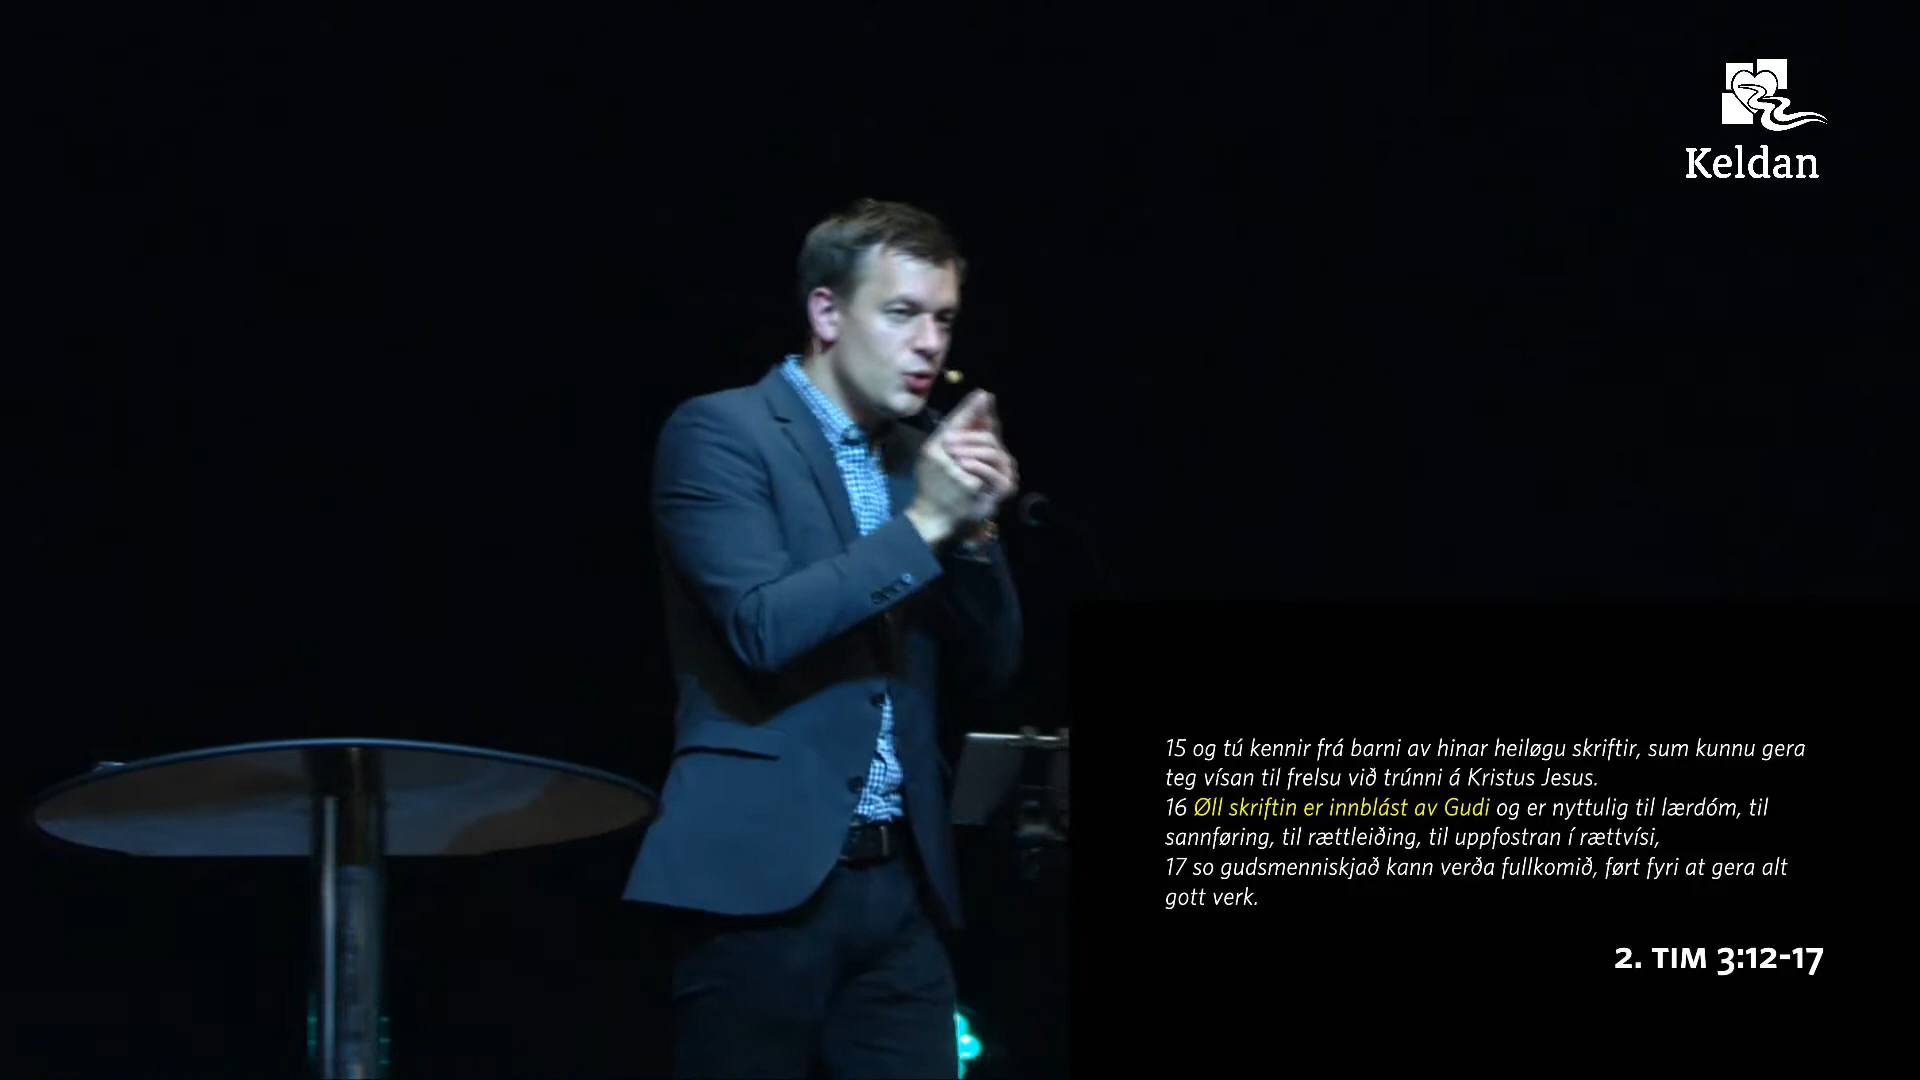 Keldan
15 og tú kennir frá barni av hinar heiløgu skriftir, sum kunnu gera
teg vísan til frelsu við trúnni á Kristus Jesus.
16 Øll skriftin er innblást av Gudi og er nyttulig til lærdóm, til
sannføring, til rættleiðing, til uppfostran í rættvísi,
17 so gudsmenniskjað kann verða fullkomið, ført fyri at gera alt
gott verk.
2. TIM 3:12-17